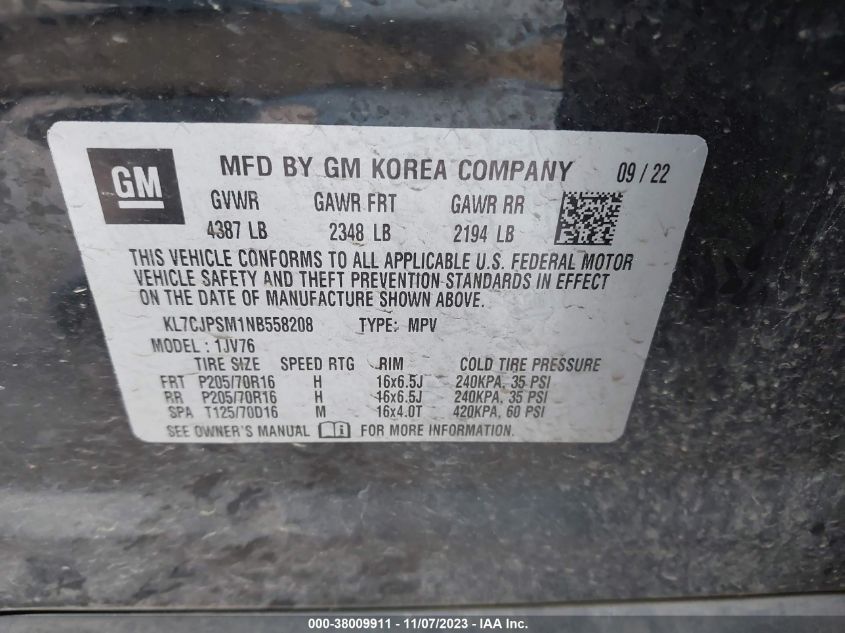 GM
MFD BY GM KOREA COMPANY 09 / 22
GVWR GAWR FRT GAWR RR
4387 LB 2348 LB 2194 LB
THIS VEHICLE CONFORMS TO ALL APPLICABLE U.S. FEDERAL MOTOR
VEHICLE SAFETY AND THEFT PREVENTION STANDARDS IN EFFECT
ON THE DATE OF MANUFACTURE SHOWN ABOVE.
KL7CJPSM1NB558208 TYPE: MPV
MODEL : 1JV76
TIRE SIZE SPEED RTG RIM COLD TIRE PRESSURE
FRT P205/70R16 H 16x6.5J 240KPA, 35 PSI
RR P205/70R16 H 16x6.5J 240KPA, 35 PSI
SPA T125/70D16 M 16x4.0T 420KPA, 60 PSI
SEE OWNER'S MANUAL i FOR MORE INFORMATION.
000-38009911 - 11/07/2023 - IAAI Inc.